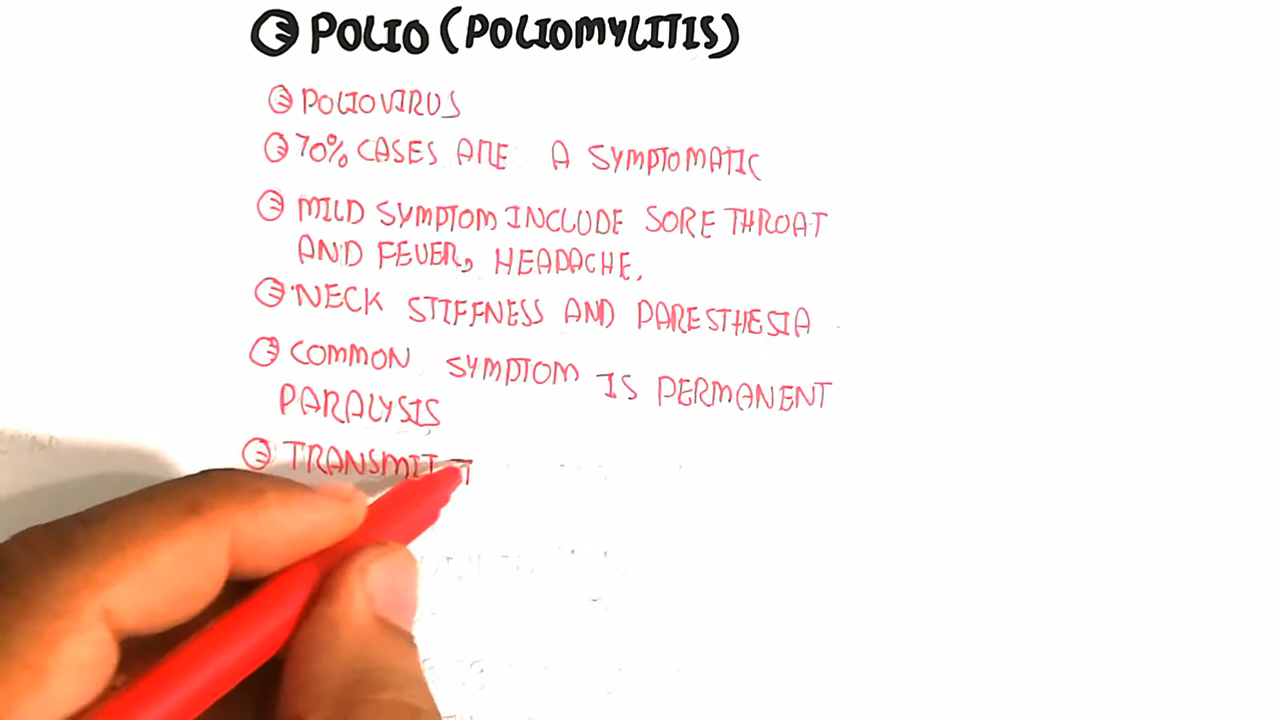 POLIO (POLIOMYLITIS)
POLIOVIRUS
70% CASES ARE A SYMPTOMATIC
MILD SYMPTOM INCLUDE SORE THROAT
AND FEVER, HEADACHE.
NECK STIFFNESS AND PARESTHESIA
COMMON SYMPTOM IS PERMANENT
PARALYSIS
TRANSMITT